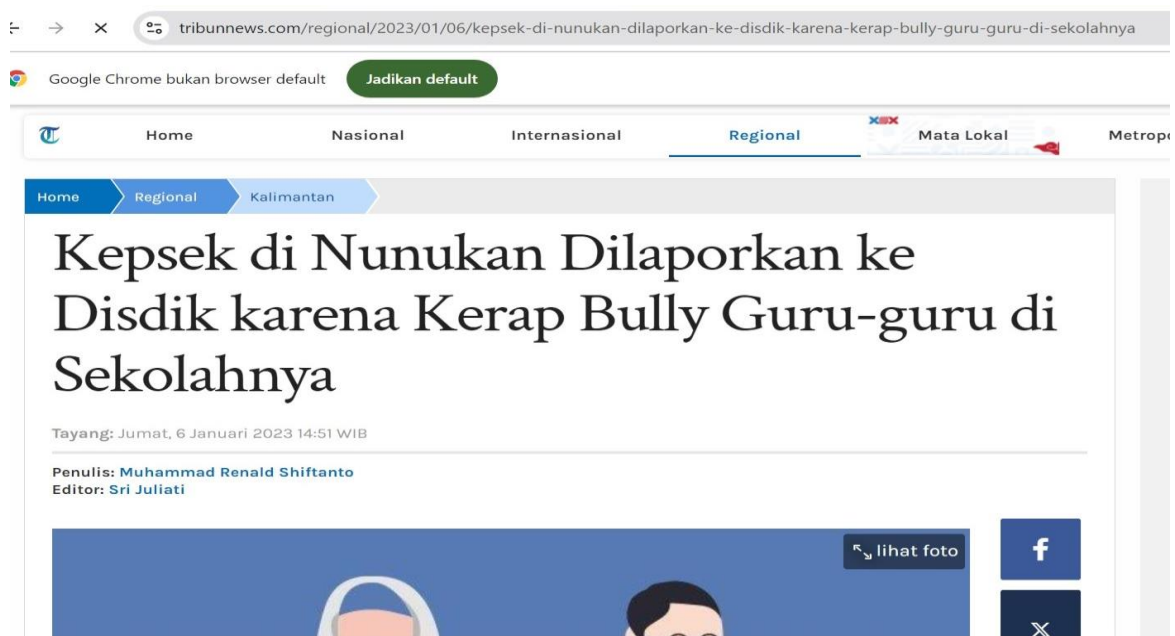 tribunnews.com/regional/2023/01/06/kepsek-di-nunukan-dilaporkan-ke-disdik-karena-kerap-bully-guru-guru-di-sekolahnya
Google Chrome bukan browser default Jadikan default
Home Nasional Internasional Regional Mata Lokal Metrop
Home Regional Kalimantan
Kepsek di Nunukan Dilaporkan ke
Disdik karena Kerap Bully Guru-guru di
Sekolahnya
Tayang: Jumat, 6 Januari 2023 14:51 WIB
Penulis: Muhammad Renald Shiftanto
Editor: Sri Juliati
lihat foto